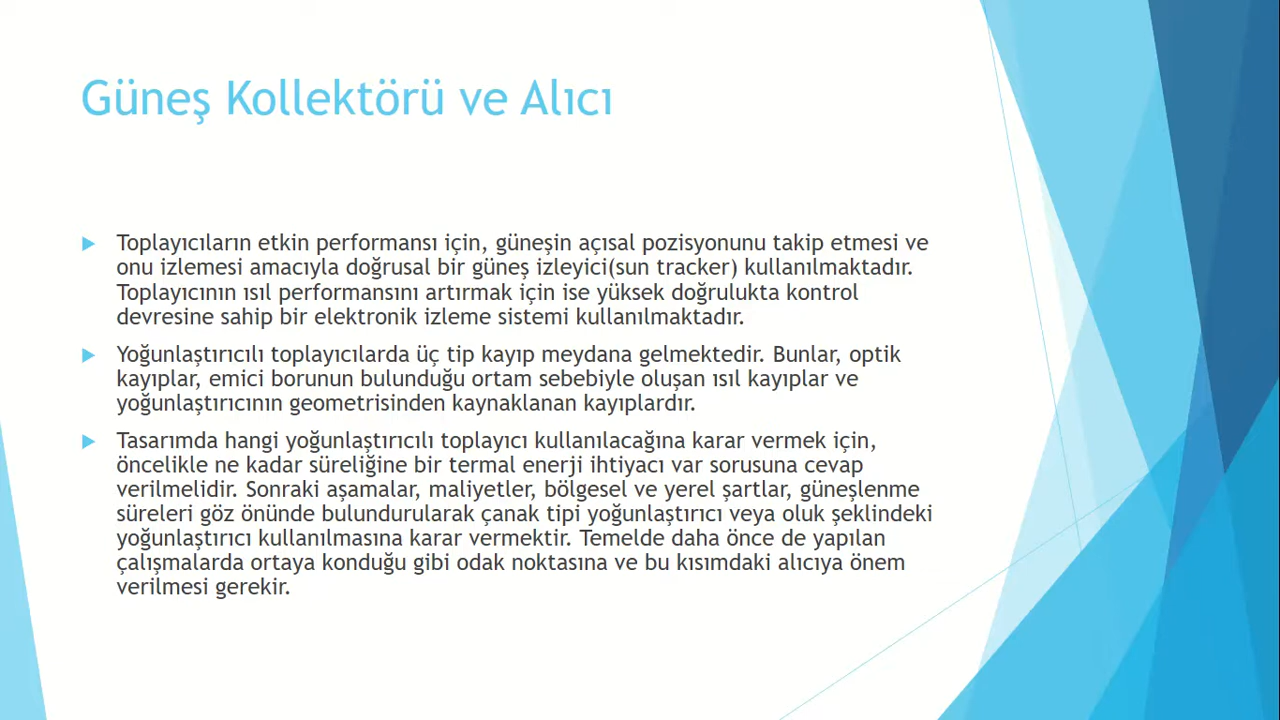 Güneş Kollektörü ve Alıcı
Toplayıcıların etkin performansı için, güneşin açısal pozisyonunu takip etmesi ve
onu izlemesi amacıyla doğrusal bir güneş izleyici(sun tracker) kullanılmaktadır.
Toplayıcının ısıl performansını artırmak için ise yüksek doğrulukta kontrol
devresine sahip bir elektronik izleme sistemi kullanılmaktadır.
Yoğunlaştırıcılı toplayıcılarda üç tip kayıp meydana gelmektedir. Bunlar, optik
kayıplar, emici borunun bulunduğu ortam sebebiyle oluşan ısıl kayıplar ve
yoğunlaştırıcının geometrisinden kaynaklanan kayıplardır.
Tasarımda hangi yoğunlaştırıcılı toplayıcı kullanılacağına karar vermek için,
öncelikle ne kadar süreliğine bir termal enerji ihtiyacı var sorusuna cevap
verilmelidir. Sonraki aşamalar, maliyetler, bölgesel ve yerel şartlar, güneşlenme
süreleri göz önünde bulundurularak çanak tipi yoğunlaştırıcı veya oluk şeklindeki
yoğunlaştırıcı kullanılmasına karar vermektir. Temelde daha önce de yapılan
çalışmalarda ortaya konduğu gibi odak noktasına ve bu kısımdaki alıcıya önem
verilmesi gerekir.